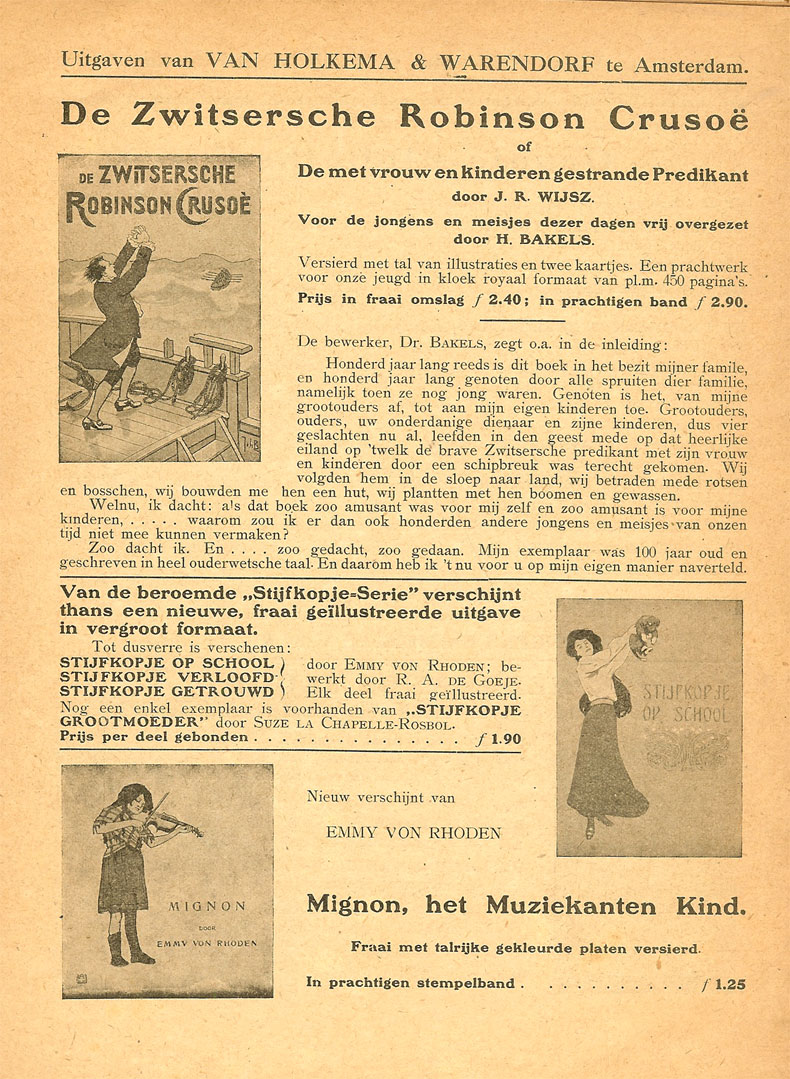 Uitgaven van VAN HOLKEMA & WARENDORF te Amsterdam.
De Zwitsersche Robinson Crusoë
of
De met vrouw en kinderen gestrande Predikant
door J. R. WIJSZ.
Voor de jongens en meisjes dezer dagen vrij overgezet
door H. BAKELS.
Versierd met tal van illustraties en twee kaartjes. Een prachtwerk
voor onze jeugd in kloek royaal formaat van pl.m. 450 pagina's.
Prijs in fraai omslag f 2.40; in prachtigen band f 2.90.
DE ZWITSERSCHE
ROBINSON CRUSOË
JvhB
De bewerker, Dr. BAKELS, zegt o.a. in de inleiding:
Honderd jaar lang reeds is dit boek in het bezit mijner famile,
en honderd jaar lang genoten door alle spruiten dier familie,
namelijk toen ze nog jong waren. Genoten is het, van mijne
grootouders af, tot aan mijn eigen kinderen toe. Grootouders,
ouders, uw onderdanige dienaar en zijne kinderen, dus vier
geslachten nu al, leefden in den geest mede op dat heerlijke
eiland op 'twelk de brave Zwitsersche predikant met zijn vrouw
en kinderen door een schipbreuk was terecht gekomen. Wij
volgden hem in de sloep naar land, wij betraden mede rotsen
en bosschen, wij bouwden me hen een hut, wij plantten met hen boomen en gewassen.
Welnu, ik dacht: a's dat boek zoo amusant was voor mij zelf en zoo amusant is voor mijne
kinderen, . . . . . waarom zou ik er dan ook honderden andere jongens en meisjes van onzen
tijd niet mee kunnen vermaken?
Zoo dacht ik. En . . . . zoo gedacht, zoo gedaan. Mijn exemplaar was 100 jaar oud en
geschreven in heel ouderwetsche taal. En daarom heb ik 't nu voor u op mijn eigen manier naverteld.
Van de beroemde „Stijfkopje=Serie” verschijnt
thans een nieuwe, fraai geïllustreerde uitgave
in vergroot formaat.
Tot dusverre is verschenen:
STIJFKOPJE OP SCHOOL } door EMMY VON RHODEN; be-
STIJFKOPJE VERLOOFD } werkt door R. A. DE GOEJE.
STIJFKOPJE GETROUWD } Elk deel fraai geïllustreerd.
Nog een enkel exemplaar is voorhanden van „STIJFKOPJE
GROOTMOEDER” door SUZE LA CHAPELLE-ROSBOL.
Prijs per deel gebonden . . . . . . . . . . . . . . . . f 1.90
STIJFKOPJE
OP SCHOOL
MIGNON
DOOR
EMMY VON RHODEN
Nieuw verschijnt van
EMMY VON RHODEN
Mignon, het Muziekanten Kind.
Fraai met talrijke gekleurde platen versierd.
In prachtigen stempelband . . . . . . . . . . . f 1.25